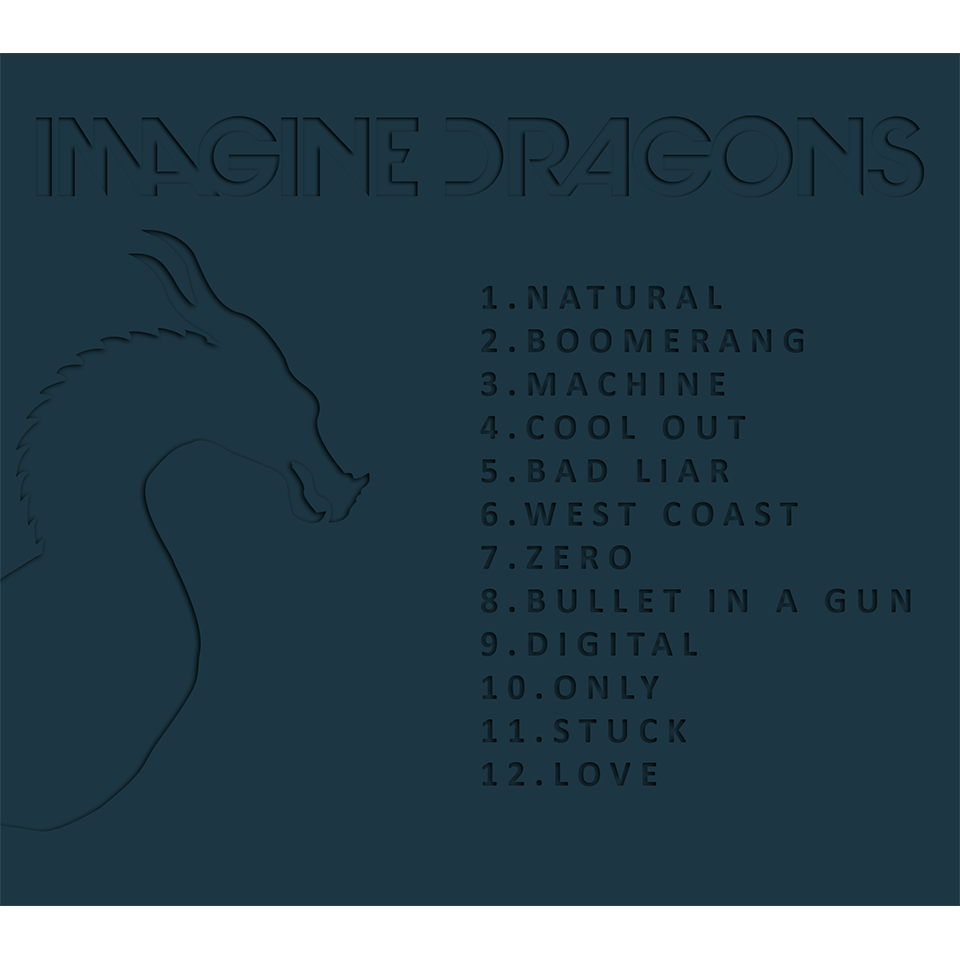 IMAGINE DRAGONS
1.NATURAL
2.BOOMERANG
3.MACHINE
4.COOL OUT
5.BAD LIAR
6.WEST COAST
7.ZERO
8.BULLET IN A GUN
9.DIGITAL
10.ONLY
11.STUCK
12.LOVE